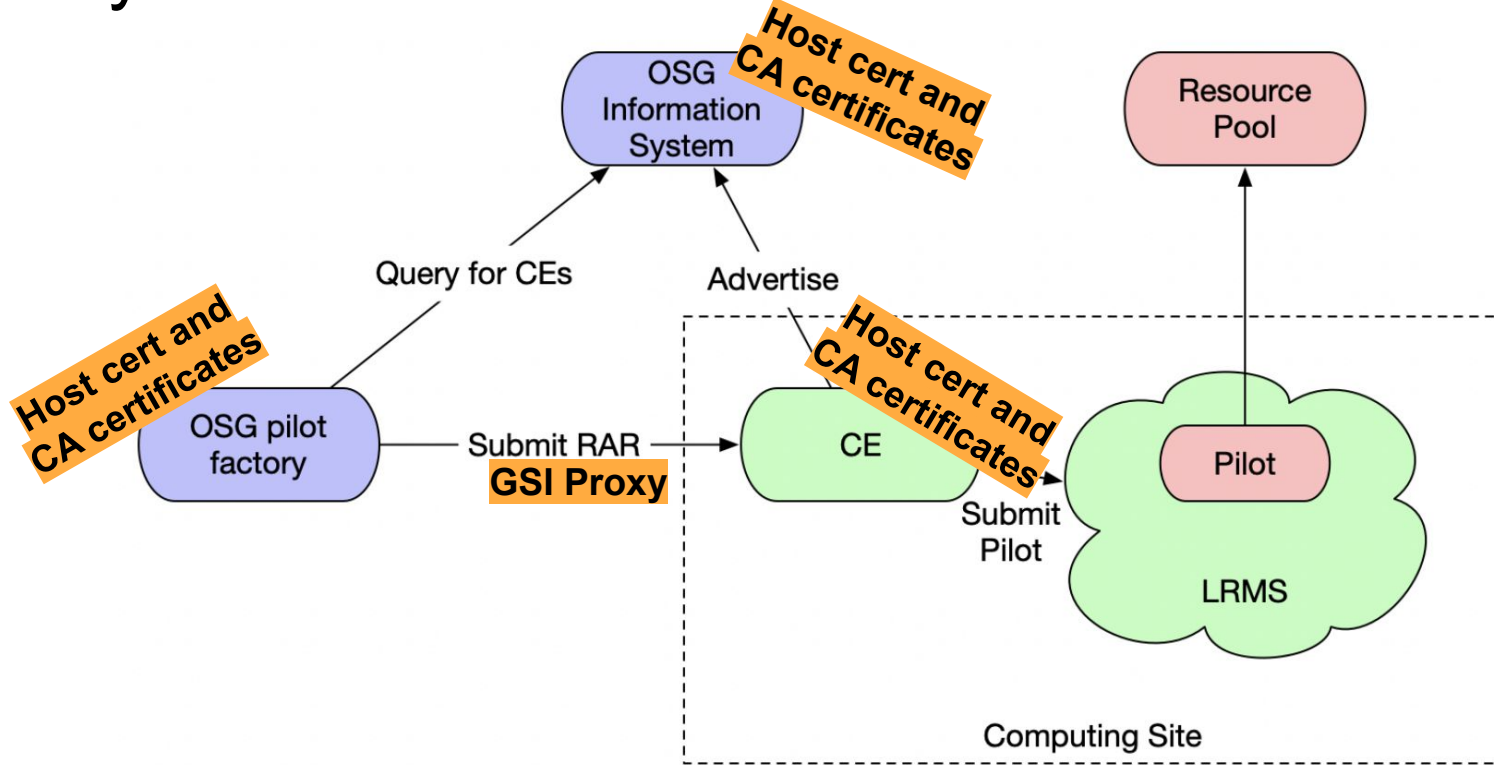 OSG
Information
System
Host cert and
CA certificates
Resource
Pool
Query for CEs
Advertise
Host cert and
CA certificates
OSG pilot
factory
Submit RAR
GSI Proxy
CE
Host cert and
CA certificates
Submit
Pilot
Pilot
LRMS
Computing Site